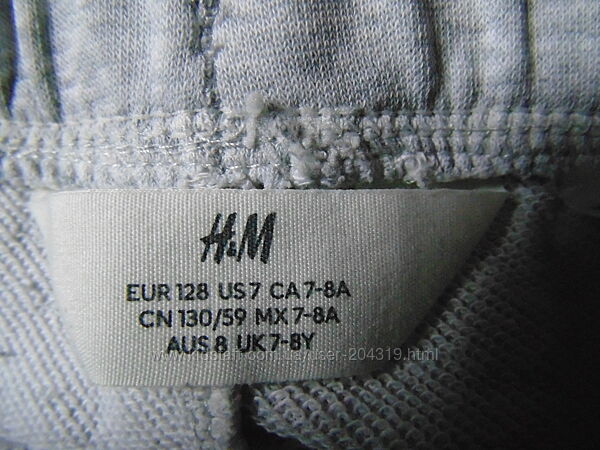 H&M
EUR 128 US 7 CA 7-8A
CN 130/59 MX 7-8A
AUS 8 UK 7-8Y